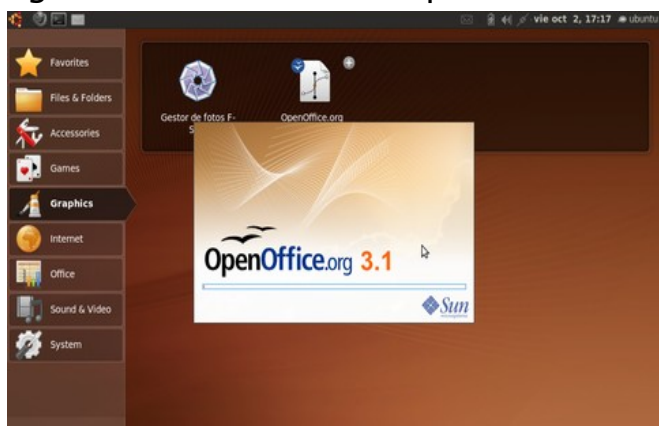 vie oct 2, 17:17 ubuntu
Favorites
Files & Folders
Accessories
Games
Graphics
Internet
Office
Sound & Video
System
Gestor de fotos F-
OpenOffice.org
OpenOffice.org 3.1
Sun